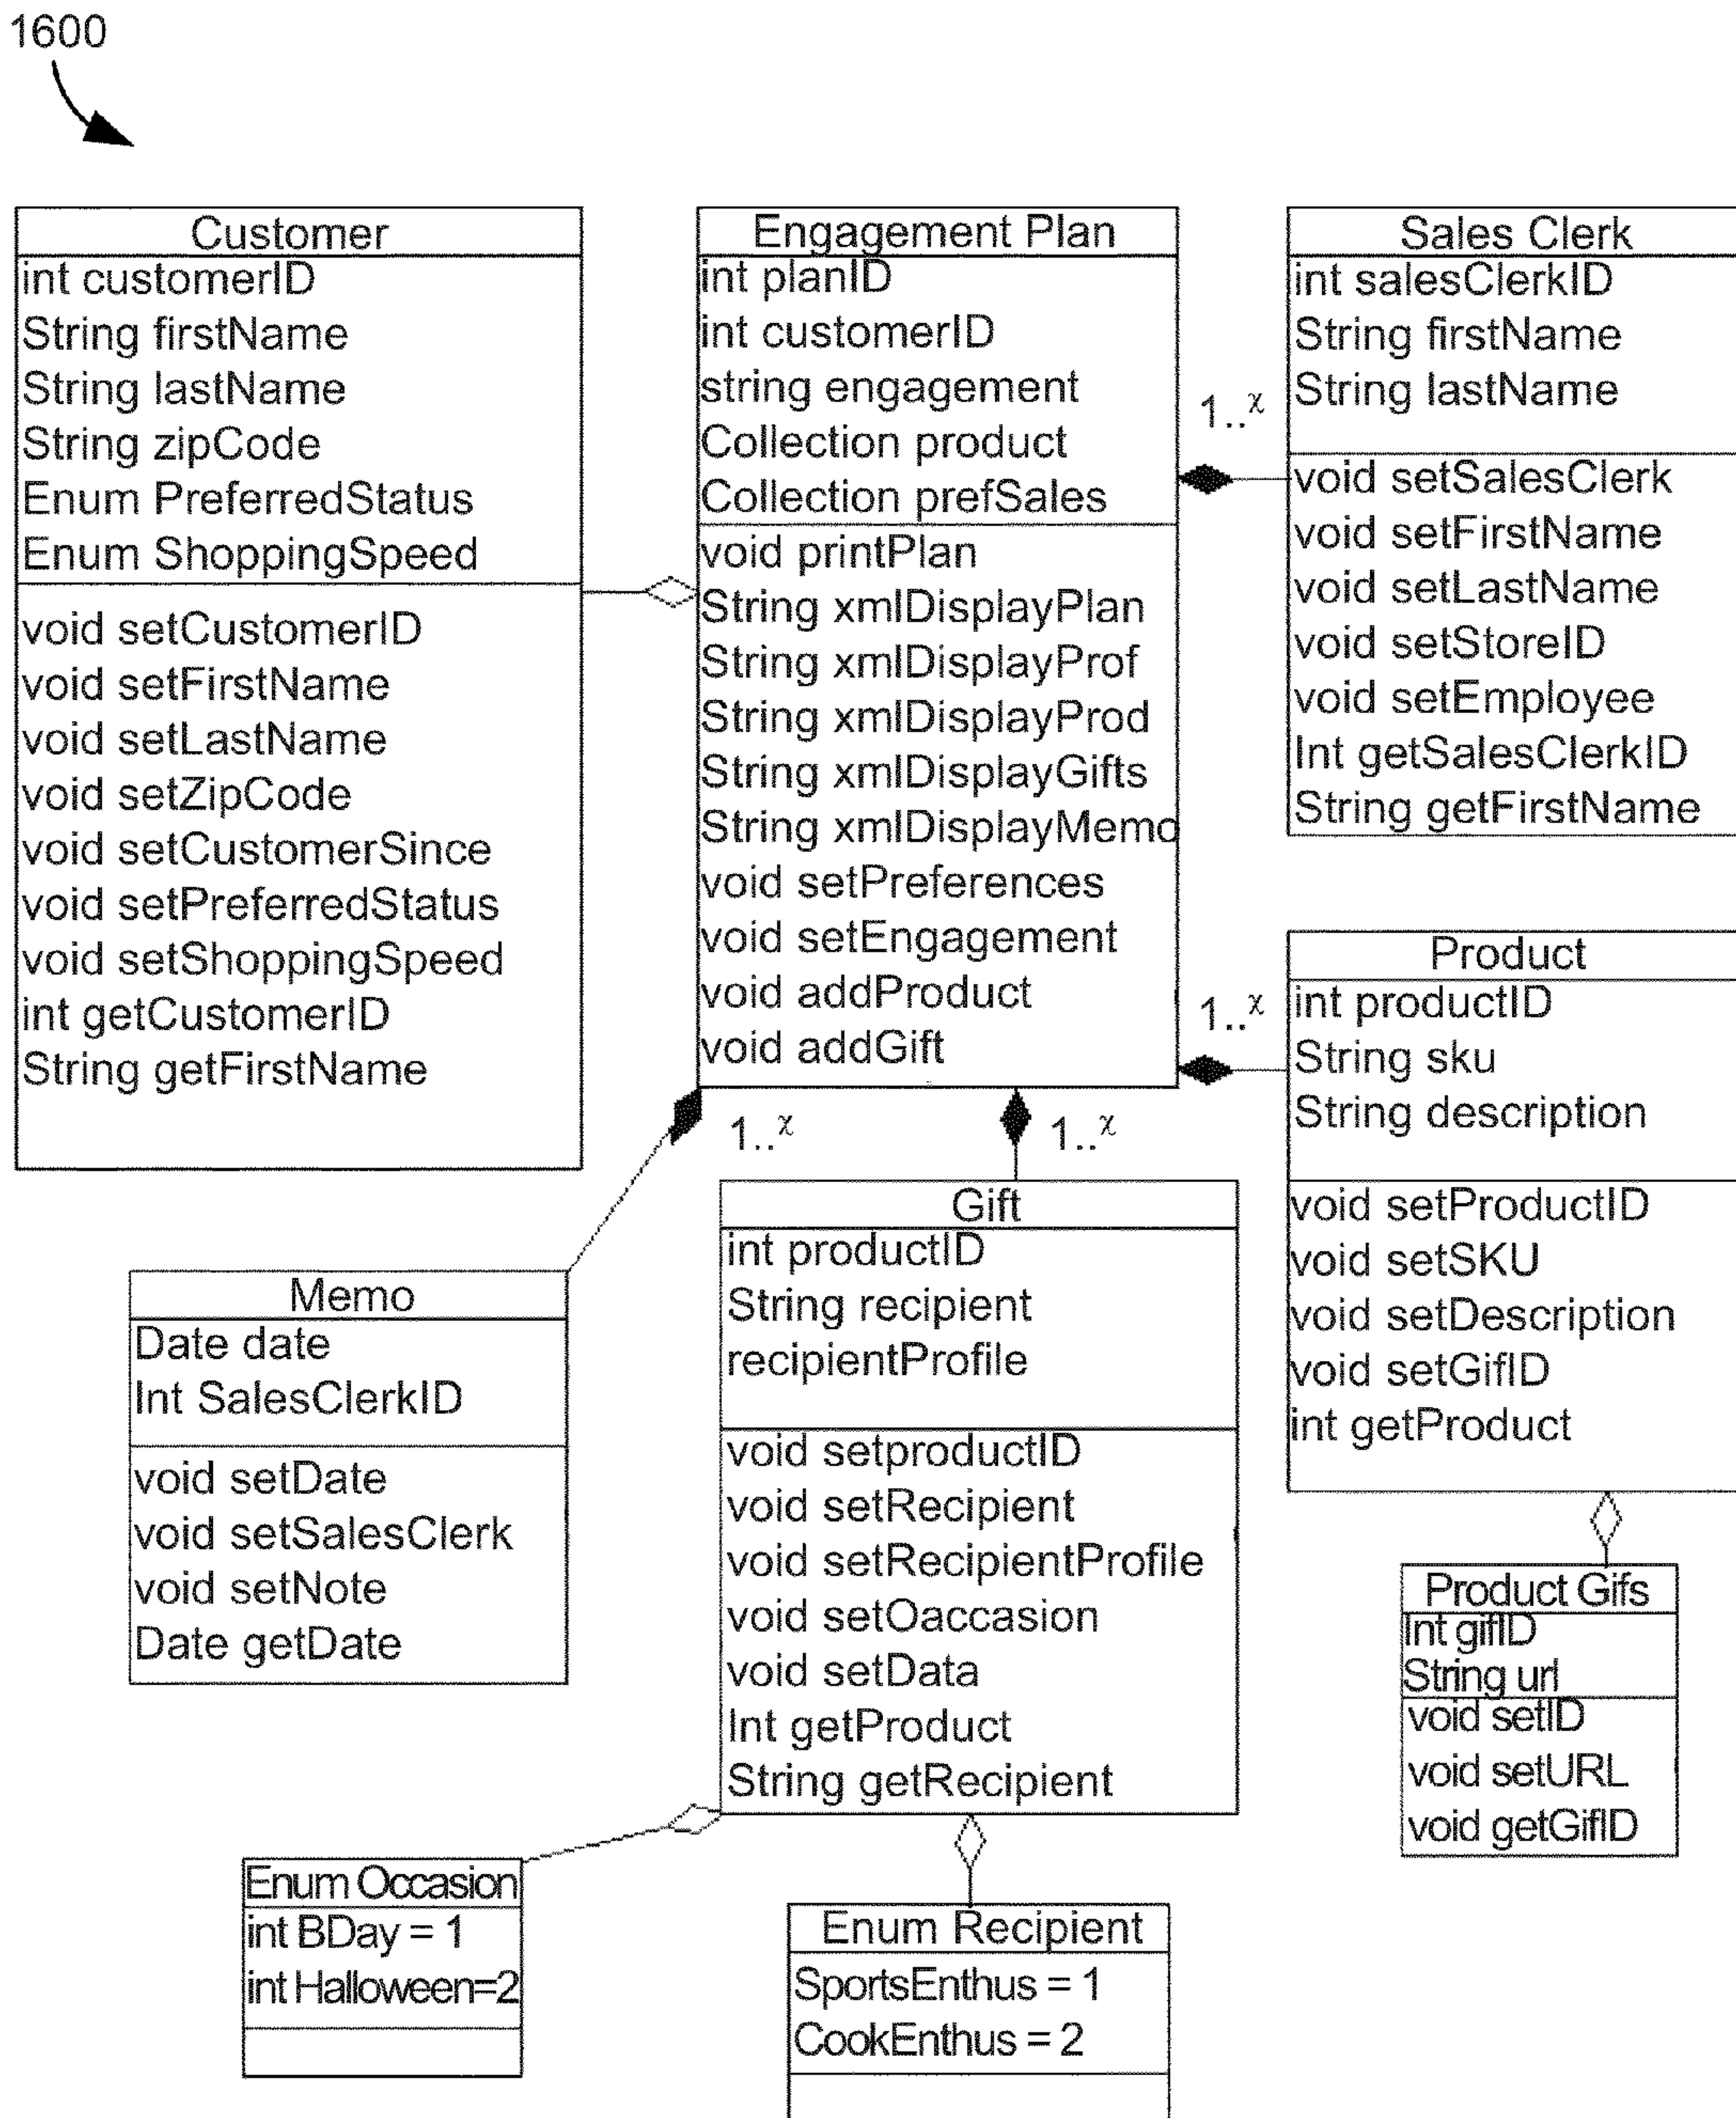 1600
Customer
int customerID
String firstName
String lastName
String zipCode
Enum PreferredStatus
Enum ShoppingSpeed
void setCustomerID
void setFirstName
void setLastName
void setZipCode
void setCustomerSince
void setPreferredStatus
void setShoppingSpeed
int getCustomerID
String getFirstName
Engagement Plan
int planID
int customerID
string engagement
Collection product
Collection prefSales
void printPlan
String xmlDisplayPlan
String xmlDisplayProf
String xmlDisplayProd
String xmlDisplayGifts
String xmlDisplayMemo
void setPreferences
void setEngagement
void addProduct
void addGift
1..χ
Sales Clerk
int salesClerkID
String firstName
String lastName
void setSalesClerk
void setFirstName
void setLastName
void setStoreID
void setEmployee
Int getSalesClerkID
String getFirstName
1..χ
Product
int productID
String sku
String description
void setProductID
void setSKU
void setDescription
void setGifID
int getProduct
1..χ
1..χ
Memo
Date date
Int SalesClerkID
void setDate
void setSalesClerk
void setNote
Date getDate
Gift
int productID
String recipient
recipientProfile
void setproductID
void setRecipient
void setRecipientProfile
void setOaccasion
void setData
Int getProduct
String getRecipient
Product Gifs
Int gifID
String url
void setID
void setURL
void getGifID
Enum Occasion
int BDay = 1
int Halloween=2
Enum Recipient
SportsEnthus = 1
CookEnthus = 2